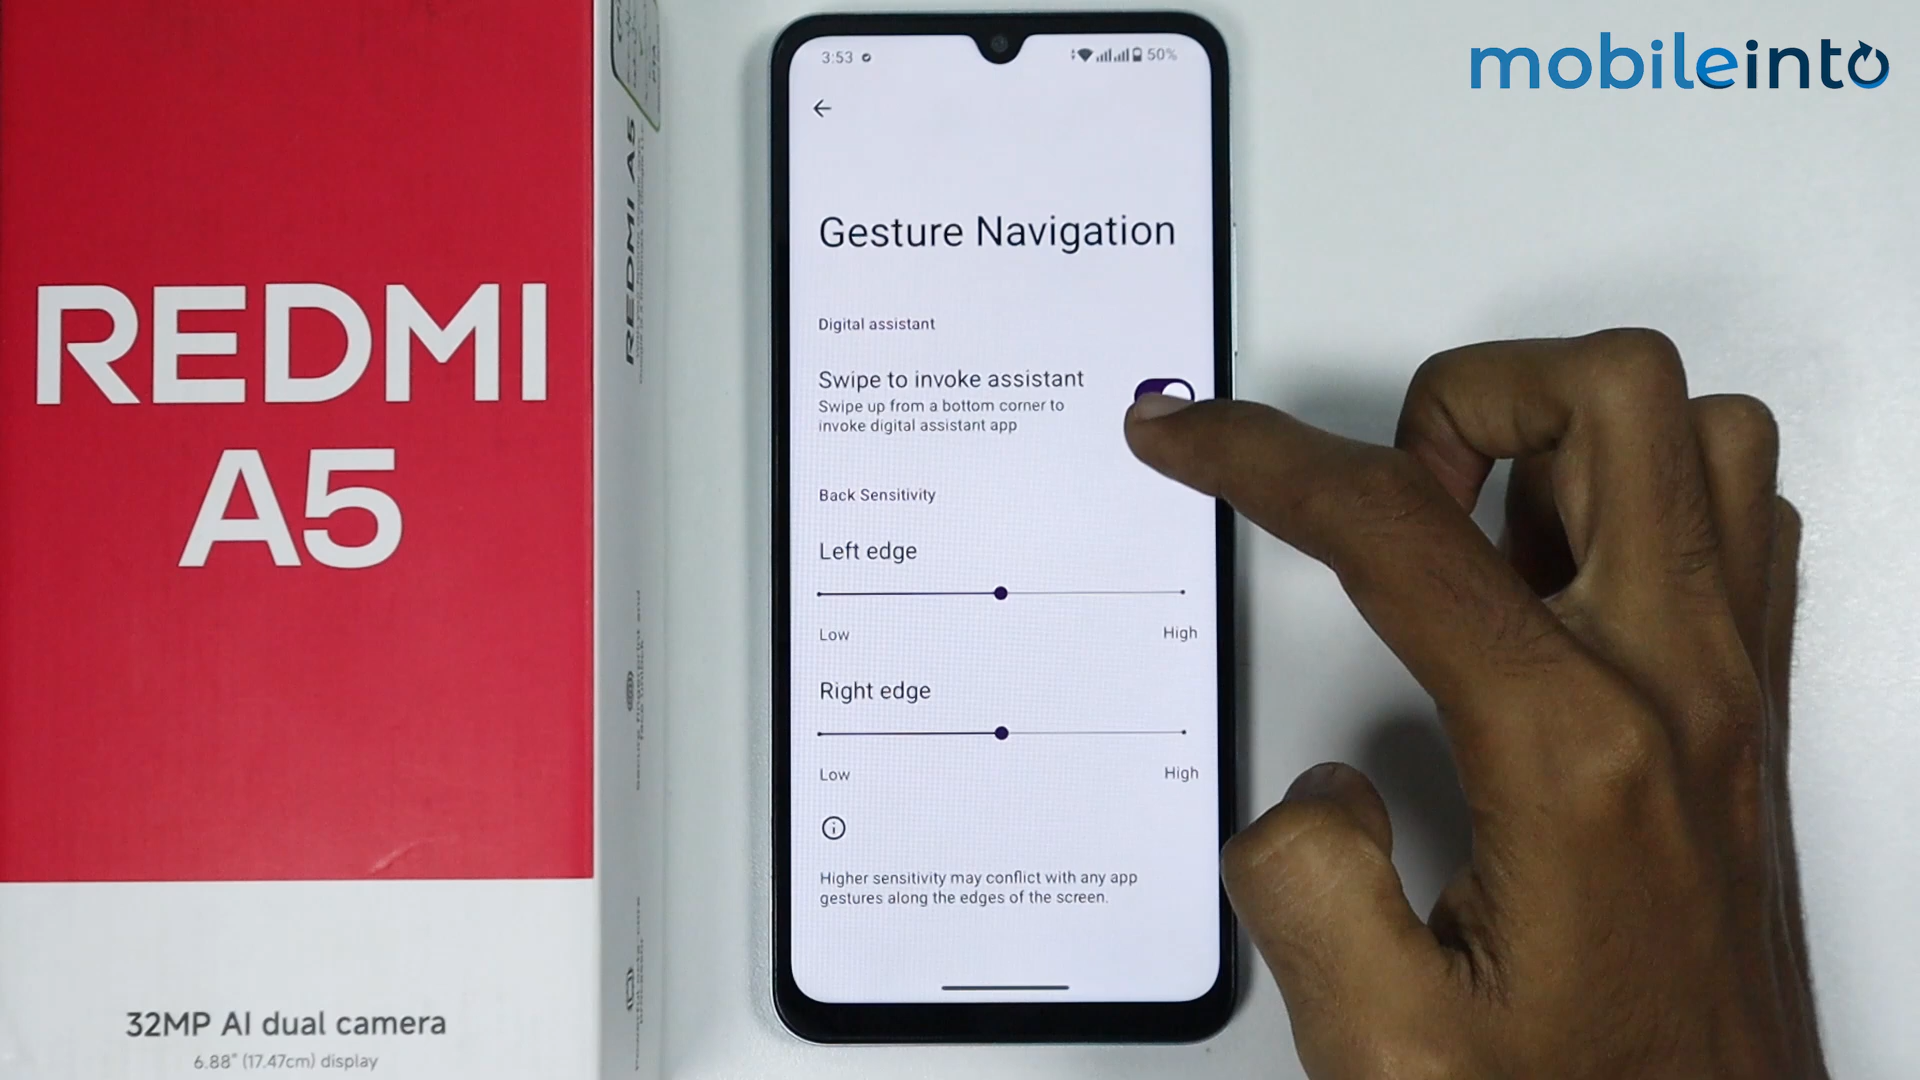 mobileinto
REDMI
A5
32MP AI dual camera
6.88" (17.47cm) display
REDMI A5
3:53
50%
Gesture Navigation
Digital assistant
Swipe to invoke assistant
Swipe up from a bottom corner to
invoke digital assistant app
Back Sensitivity
Left edge
Low High
Right edge
Low High
Higher sensitivity may conflict with any app
gestures along the edges of the screen.